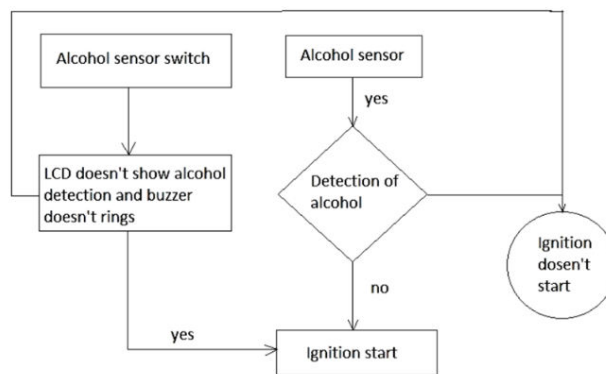 Alcohol sensor switch
Alcohol sensor
yes
LCD doesn't show alcohol
detection and buzzer
doesn't rings
Detection of
alcohol
Ignition
dosen't
start
no
yes
Ignition start